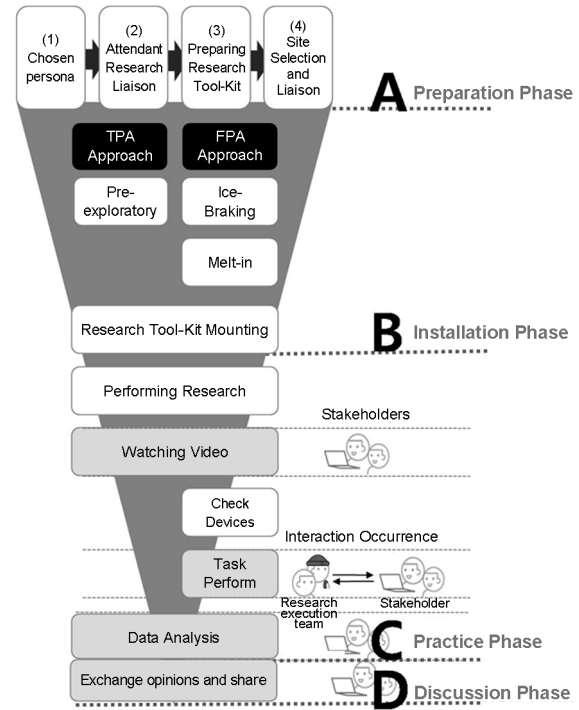 (1)
Chosen
persona
(2)
Attendant
Research
Liaison
(3)
Preparing
Research
Tool-Kit
(4)
Site
Selection
and
Liaison
A Preparation Phase
TPA
Approach
FPA
Approach
Pre-
exploratory
Ice-
Braking
Melt-in
Research Tool-Kit Mounting
B Installation Phase
Performing Research
Stakeholders
Watching Video
Check
Devices
Interaction Occurrence
Task
Perform
Research
execution
team
Stakeholder
Data Analysis
C Practice Phase
Exchange opinions and share
D Discussion Phase